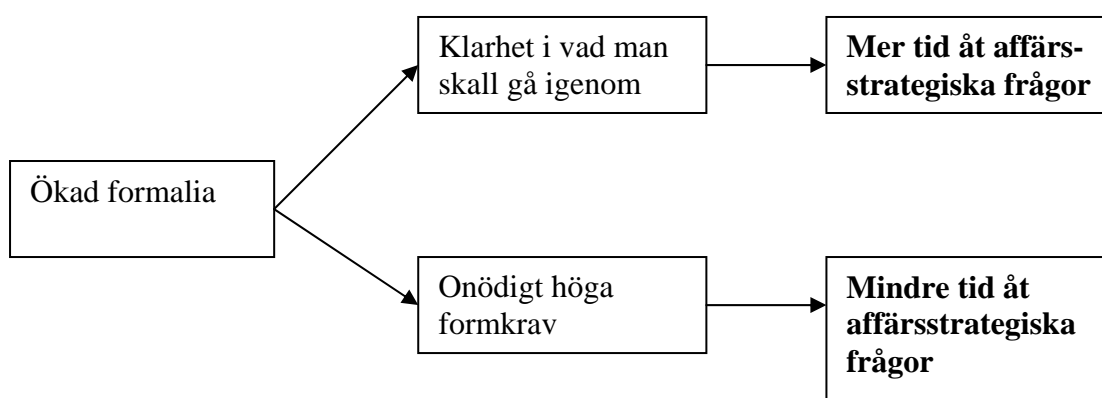 Klarhet i vad man
skall gå igenom
Mer tid åt affärs-
strategiska frågor
Ökad formalia
Onödigt höga
formkrav
Mindre tid åt
affärsstrategiska
frågor